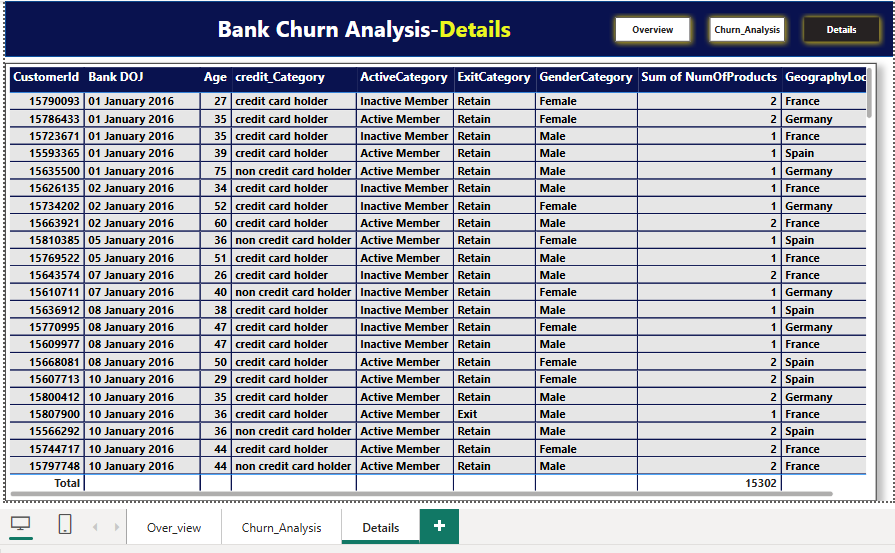 Bank Churn Analysis-Details
Overview
Churn_Analysis
Details
CustomerId Bank DOJ Age credit_Category ActiveCategory ExitCategory GenderCategory Sum of NumOfProducts GeographyLoc
15790093 01 January 2016 27 credit card holder Inactive Member Retain Female 2 France
15786433 01 January 2016 35 credit card holder Active Member Retain Female 2 Germany
15723671 01 January 2016 35 credit card holder Inactive Member Retain Male 1 France
15593365 01 January 2016 39 credit card holder Active Member Retain Male 1 Spain
15635500 01 January 2016 75 non credit card holder Active Member Retain Male 1 Germany
15626135 02 January 2016 34 credit card holder Inactive Member Retain Male 1 France
15734202 02 January 2016 52 credit card holder Inactive Member Retain Female 1 Germany
15663921 02 January 2016 60 credit card holder Active Member Retain Male 2 France
15810385 05 January 2016 36 non credit card holder Active Member Retain Female 1 Spain
15769522 05 January 2016 51 credit card holder Active Member Retain Male 1 France
15643574 07 January 2016 26 credit card holder Inactive Member Retain Male 2 France
15610711 07 January 2016 40 non credit card holder Inactive Member Retain Female 1 Germany
15636912 08 January 2016 38 credit card holder Inactive Member Retain Male 1 Spain
15770995 08 January 2016 47 credit card holder Inactive Member Retain Female 1 Germany
15609977 08 January 2016 47 credit card holder Inactive Member Retain Male 1 France
15668081 08 January 2016 50 credit card holder Active Member Retain Female 2 Spain
15607713 10 January 2016 29 credit card holder Active Member Retain Female 2 Spain
15800412 10 January 2016 35 credit card holder Active Member Retain Male 2 Germany
15807900 10 January 2016 36 credit card holder Active Member Exit Male 1 France
15566292 10 January 2016 36 non credit card holder Active Member Retain Male 2 Spain
15744717 10 January 2016 44 credit card holder Active Member Retain Female 2 France
15797748 10 January 2016 44 non credit card holder Active Member Retain Male 2 France
Total 15302
Over_view
Churn_Analysis
Details
+